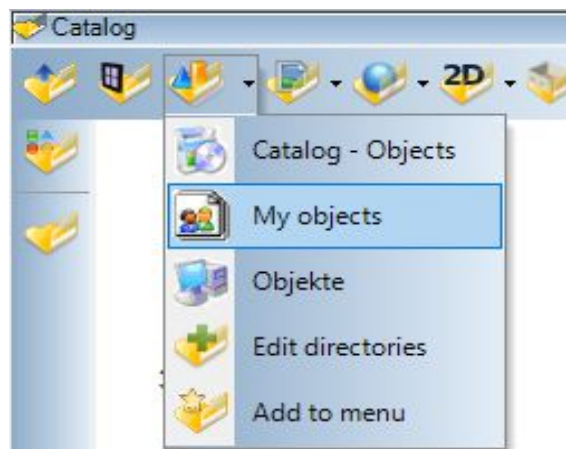 Catalog
2D
Catalog - Objects
My objects
Objekte
Edit directories
Add to menu